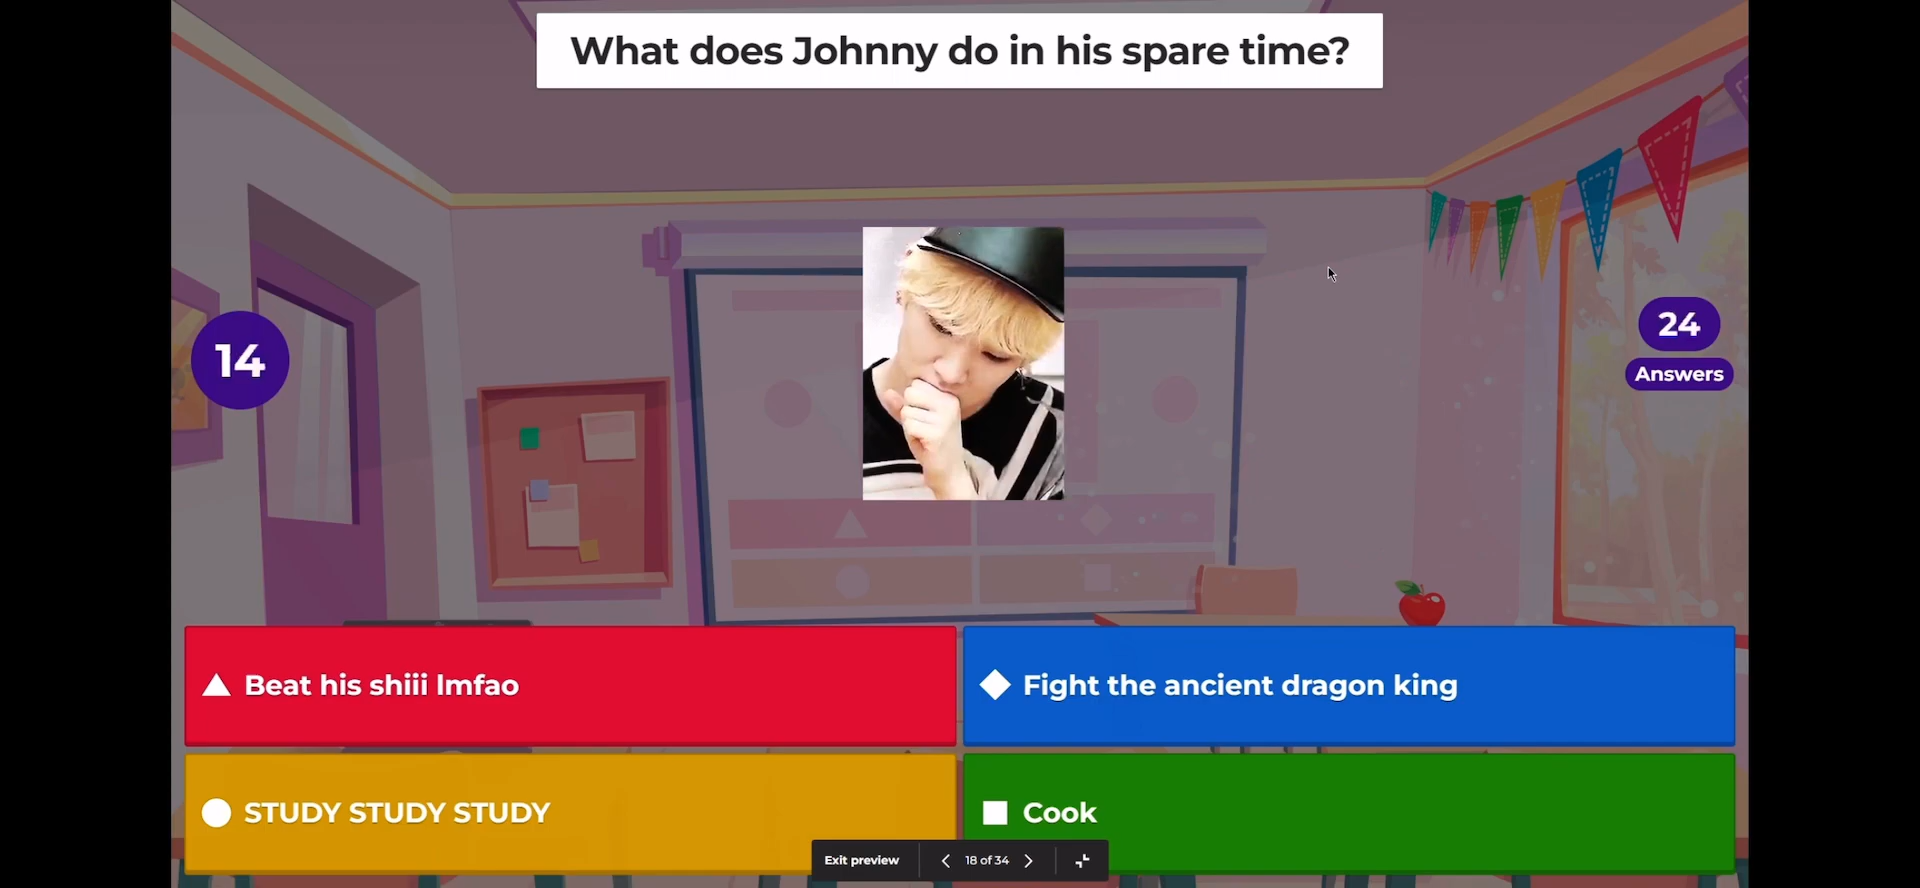 What does Johnny do in his spare time?
14
24
Answers
Beat his shiii lmfao
Fight the ancient dragon king
STUDY STUDY STUDY
Cook
Exit preview
18 of 34